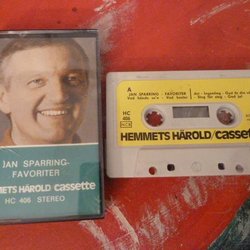 JAN SPARRING-
FAVORITER
HEMMETS HÄROLD cassette
HC 406 STEREO
A
JAN SPARRING - FAVORITER
HC
406
HEMMETS HÄROLD/cassette